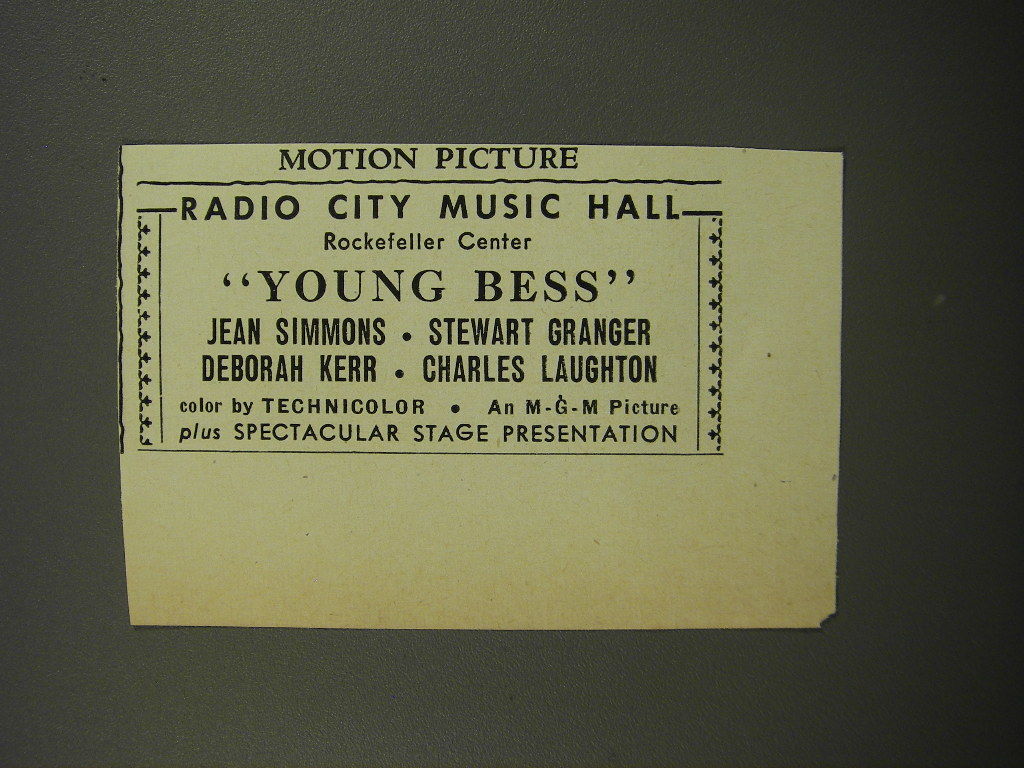 MOTION PICTURE
RADIO CITY MUSIC HALL
Rockefeller Center
“YOUNG BESS”
JEAN SIMMONS • STEWART GRANGER
DEBORAH KERR • CHARLES LAUGHTON
color by TECHNICOLOR • An M-G-M Picture
plus SPECTACULAR STAGE PRESENTATION